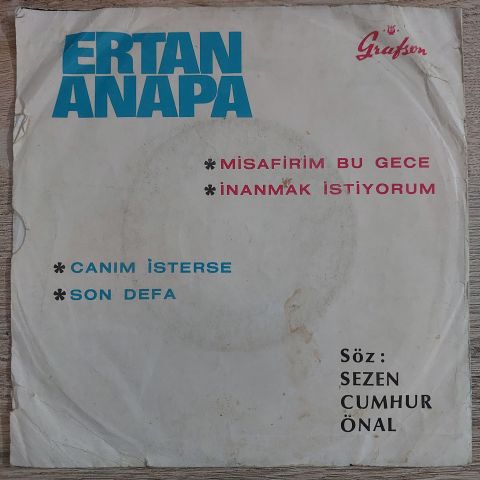 ERTAN
ANAPA
Grafson
*MİSAFİRİM BU GECE
*İNANMAK İSTİYORUM
*CANIM İSTERSE
*SON DEFA
Söz:
SEZEN
CUMHUR
ÖNAL